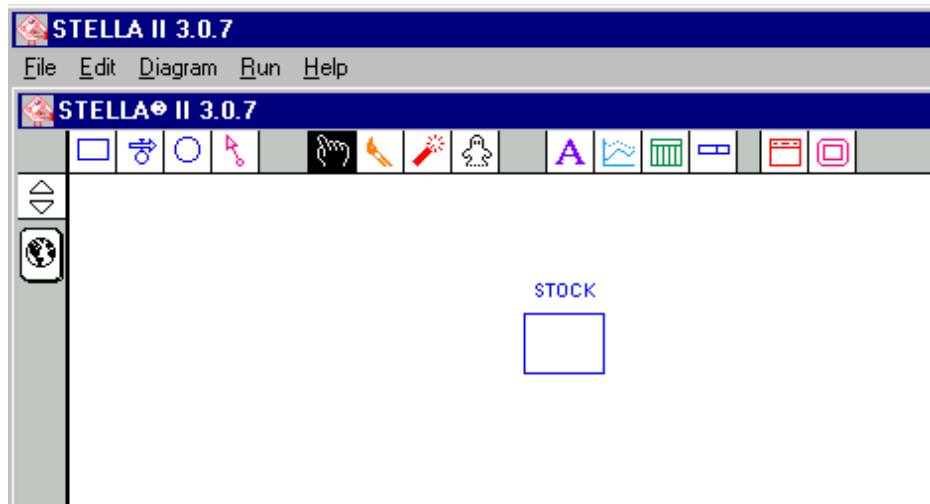 STELLA II 3.0.7
File Edit Diagram Run Help
STELLA® II 3.0.7
A
STOCK